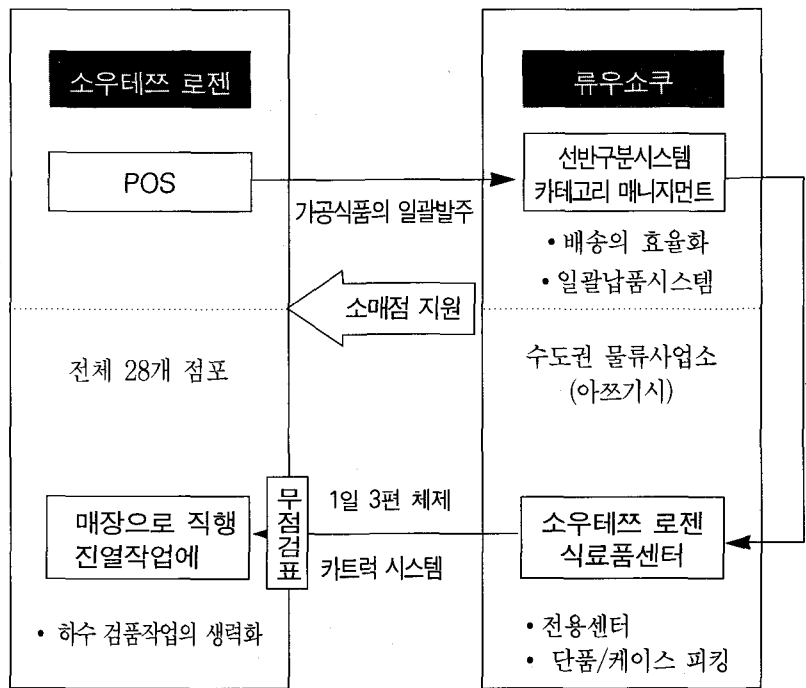 소우테쯔 로젠
류우쇼쿠
POS
가공식품의 일괄발주
선반구분시스템
카테고리 매니지먼트
• 배송의 효율화
• 일괄납품시스템
소매점 지원
전체 28개 점포
수도권 물류사업소
(아쯔기시)
매장으로 직행
진열작업에
무점검표
1일 3편 체제
카트럭 시스템
소우테쯔 로젠
식료품센터
• 하수 검품작업의 생력화
• 전용센터
• 단품/케이스 피킹